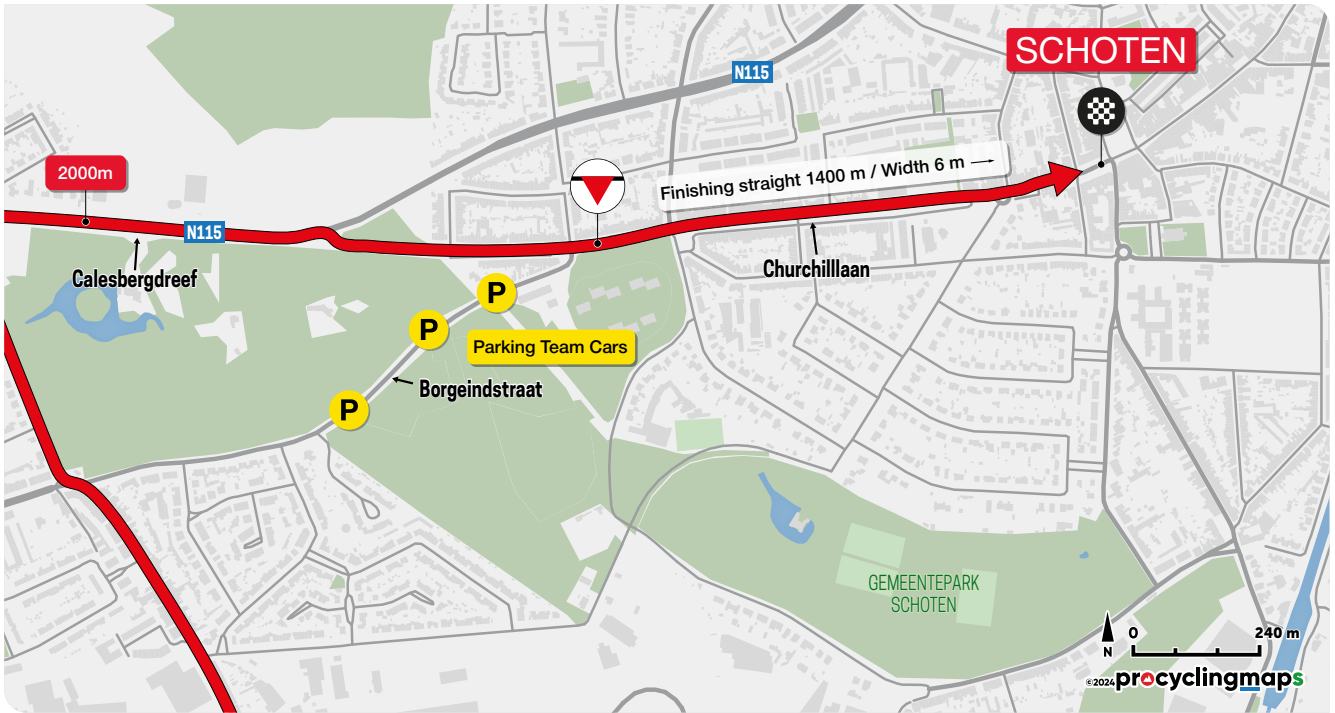 SCHOTEN
N115
2000m
Finishing straight 1400 m / Width 6 m
N115
Calesbergdreef
Churchilllaan
P
P
Parking Team Cars
Borgeindstraat
P
GEMEENTEPARK
SCHOTEN
0 240 m
N
©2024 procyclingmaps